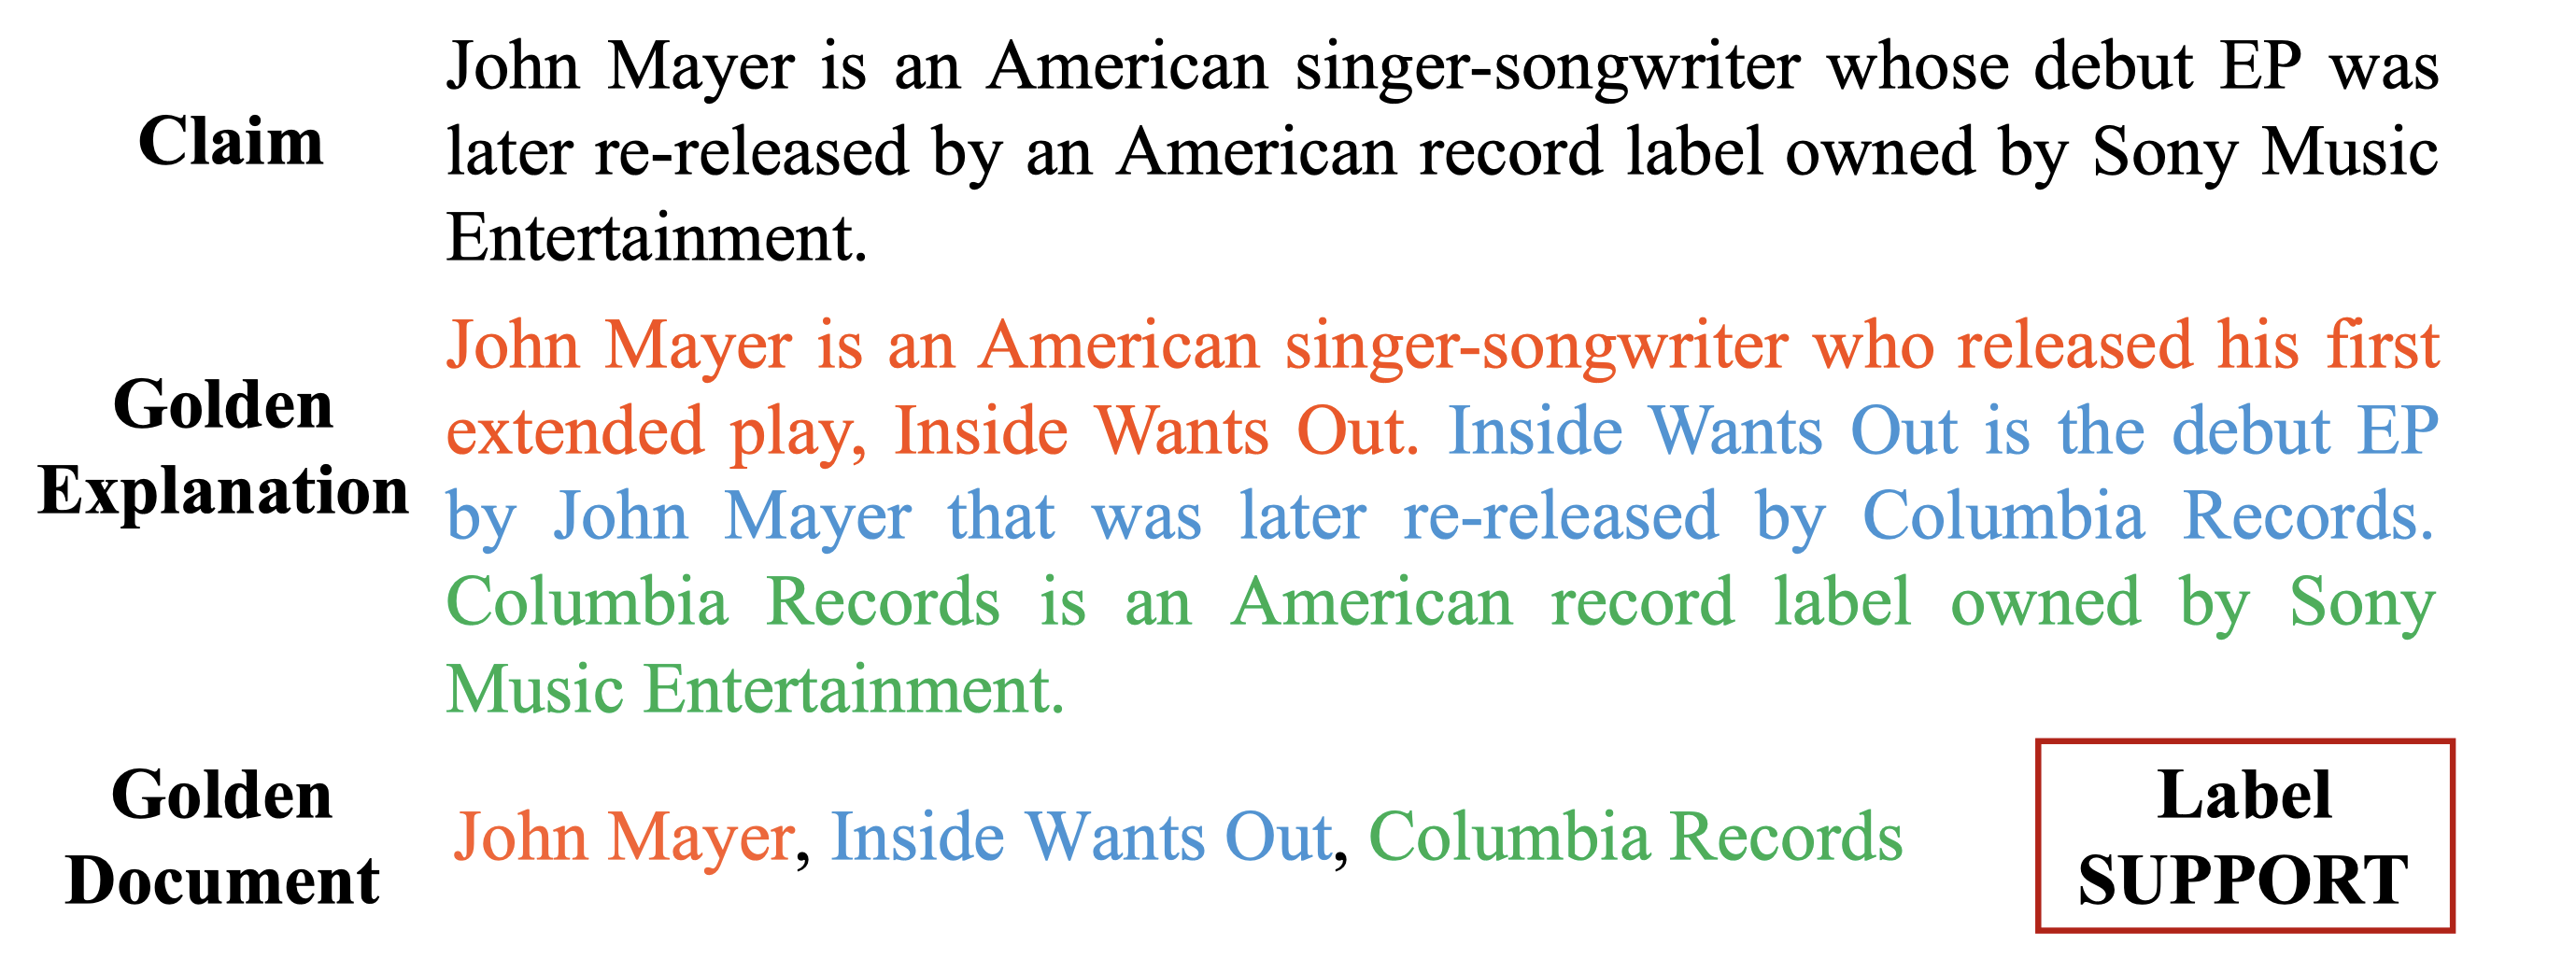 Claim
John Mayer is an American singer-songwriter whose debut EP was
later re-released by an American record label owned by Sony Music
Entertainment.
Golden
Explanation
John Mayer is an American singer-songwriter who released his first
extended play, Inside Wants Out. Inside Wants Out is the debut EP
by John Mayer that was later re-released by Columbia Records.
Columbia Records is an American record label owned by Sony
Music Entertainment.
Golden
Document
John Mayer, Inside Wants Out, Columbia Records
Label
SUPPORT